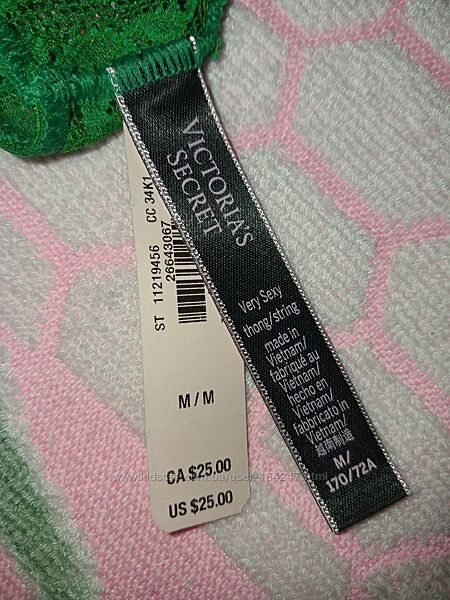 VICTORIA'S
SECRET
Very Sexy
thong/string
made in
Vietnam/
fabriqué au
Vietnam/
hecho en
Vietnam/
fabbricato in
Vietnam/
越南制造
M/
170/72A
ST 11219456 CC 34K1
26643067
M / M
CA $25.00
US $25.00